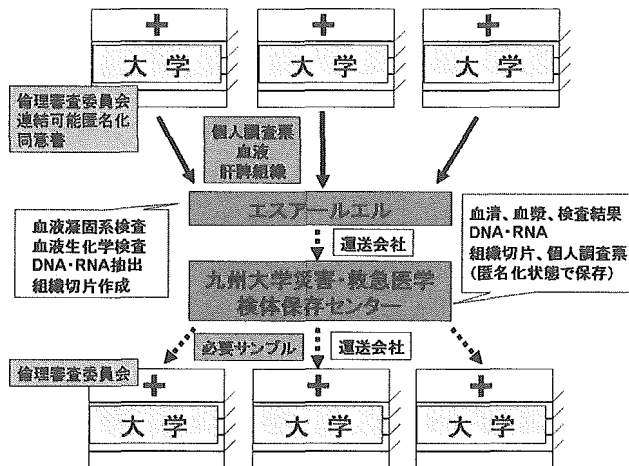 大学
大学
大学
倫理審査委員会
連結可能匿名化
同意書
個人調査票
血液
肝脾組織
エスアールエル
血液凝固系検査
血液生化学検査
DNA・RNA抽出
組織切片作成
運送会社
血清、血漿、検査結果
DNA・RNA
組織切片、個人調査票
(匿名化状態で保存)
九州大学災害・救急医学
検体保存センター
必要サンプル
運送会社
倫理審査委員会
大学
大学
大学